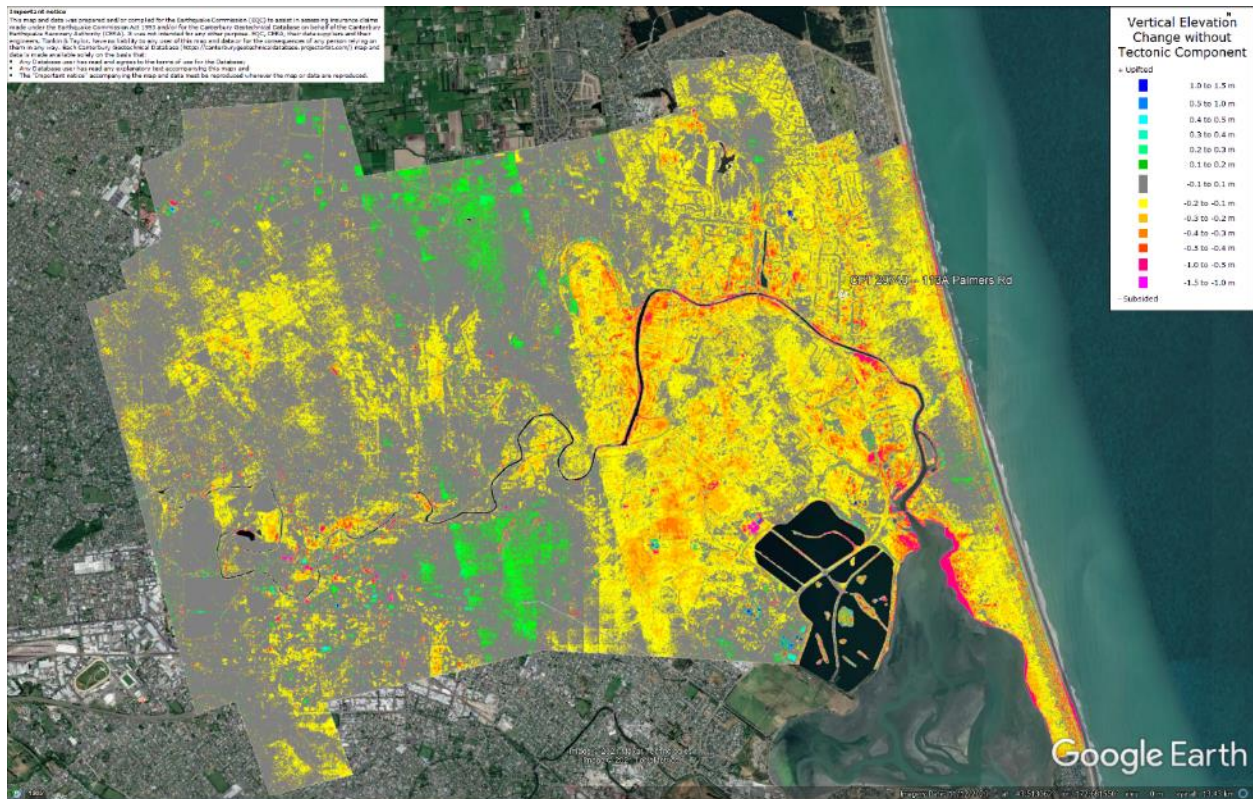 Important notice
This map and data was prepared and/or compiled for the Earthquake Commission (EQC) to assist in assessing insurance claims
made under the Earthquake Commission Act 1993 and/or for the Canterbury Geotechnical Database on behalf of the Canterbury
Earthquake Recovery Authority (CERA). It was not intended for any other purpose. EQC, CERA, their data suppliers and their
engineers, Tonkin & Taylor, have no liability to any user of this map and data or for the consequences of any person relying on
them in any way. Each Canterbury Geotechnical Database (https://canterburygeotechnicaldatabase.projectorbit.com/) map and
data is made available solely on the basis that:
• Any Database user has read and agrees to the terms of use for the Database;
• Any Database user has read any explanatory text accompanying this map; and
• The "Important notice" accompanying the map and data must be reproduced wherever the map or data are reproduced.
N
Vertical Elevation
Change without
Tectonic Component
+ Uplifted
1.0 to 1.5 m
0.5 to 1.0 m
0.4 to 0.5 m
0.3 to 0.4 m
0.2 to 0.3 m
0.1 to 0.2 m
-0.1 to 0.1 m
-0.2 to -0.1 m
-0.3 to -0.2 m
-0.4 to -0.3 m
-0.5 to -0.4 m
-1.0 to -0.5 m
-1.5 to -1.0 m
- Subsided
113A Palmers Rd
Google Earth